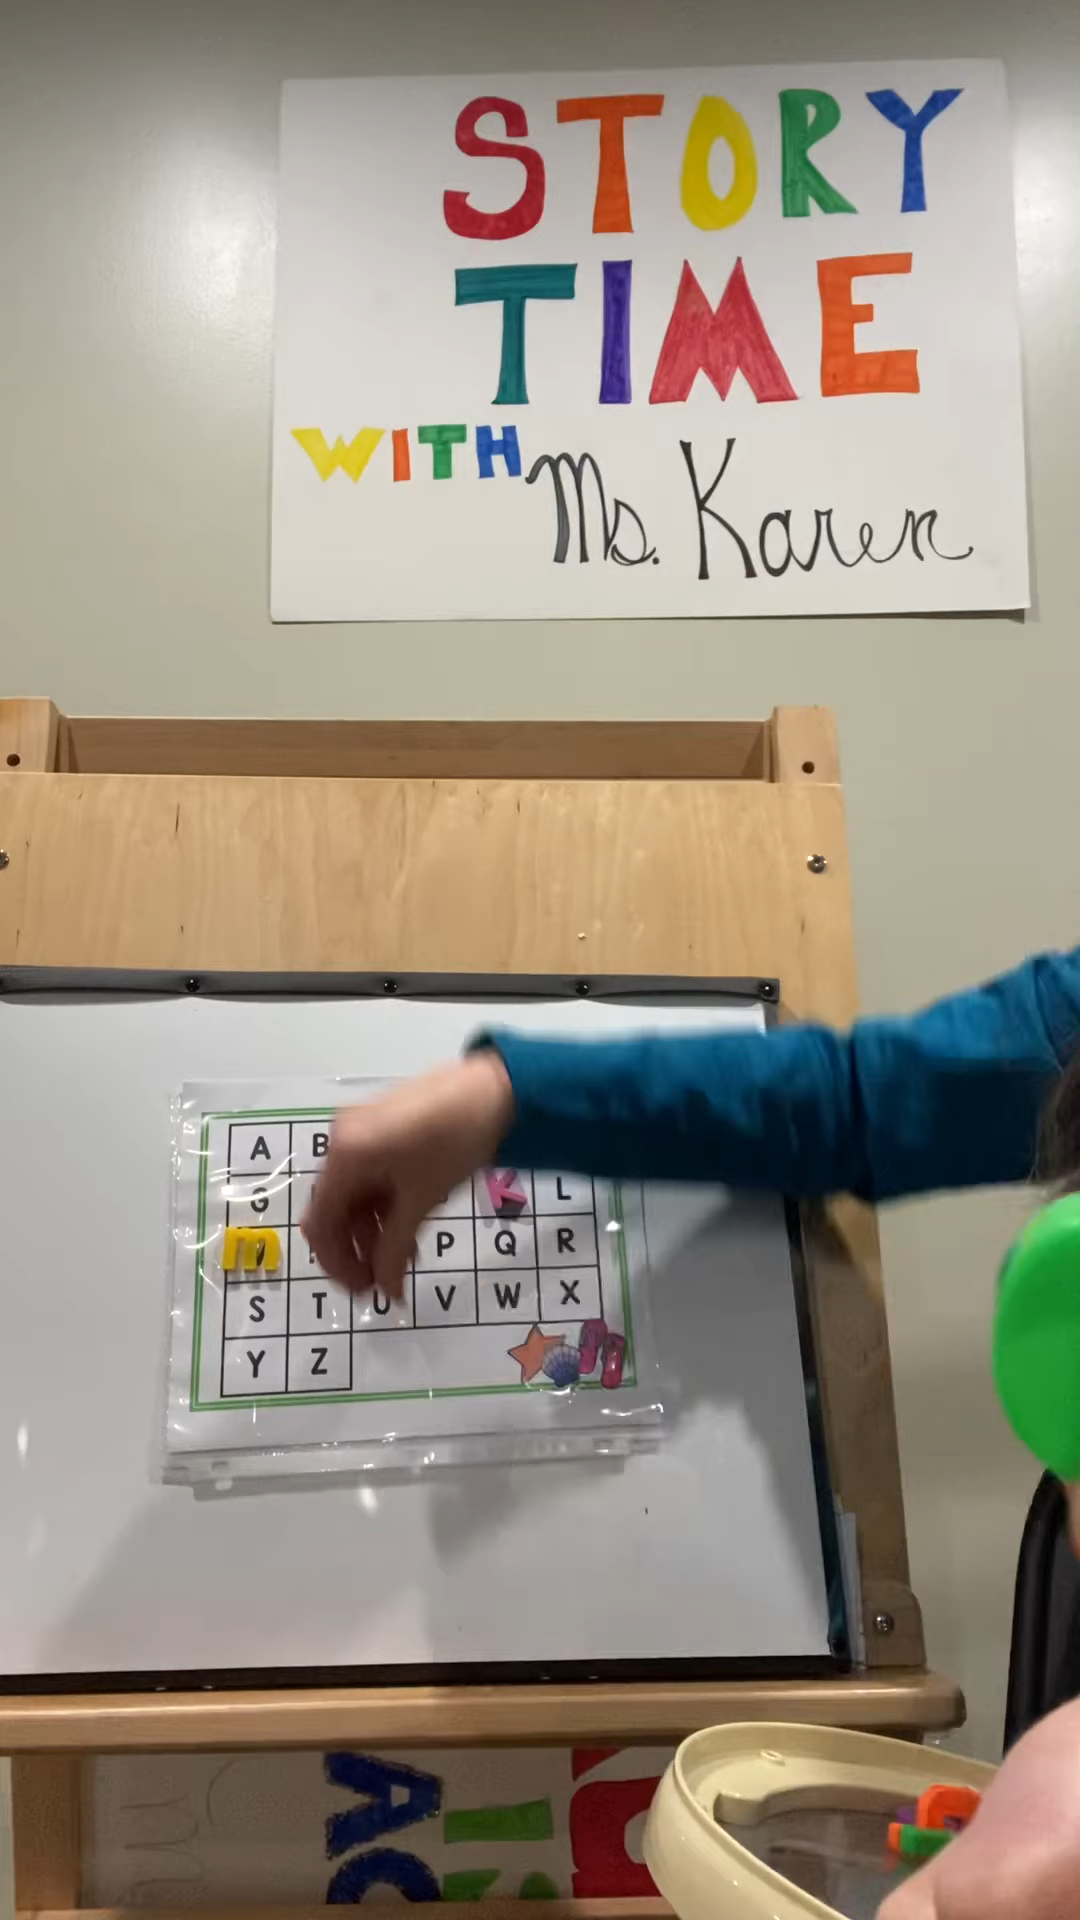 STORY
TIME
WITH Ms. Karen
A B
G K L
m P Q R
S T U V W X
Y Z